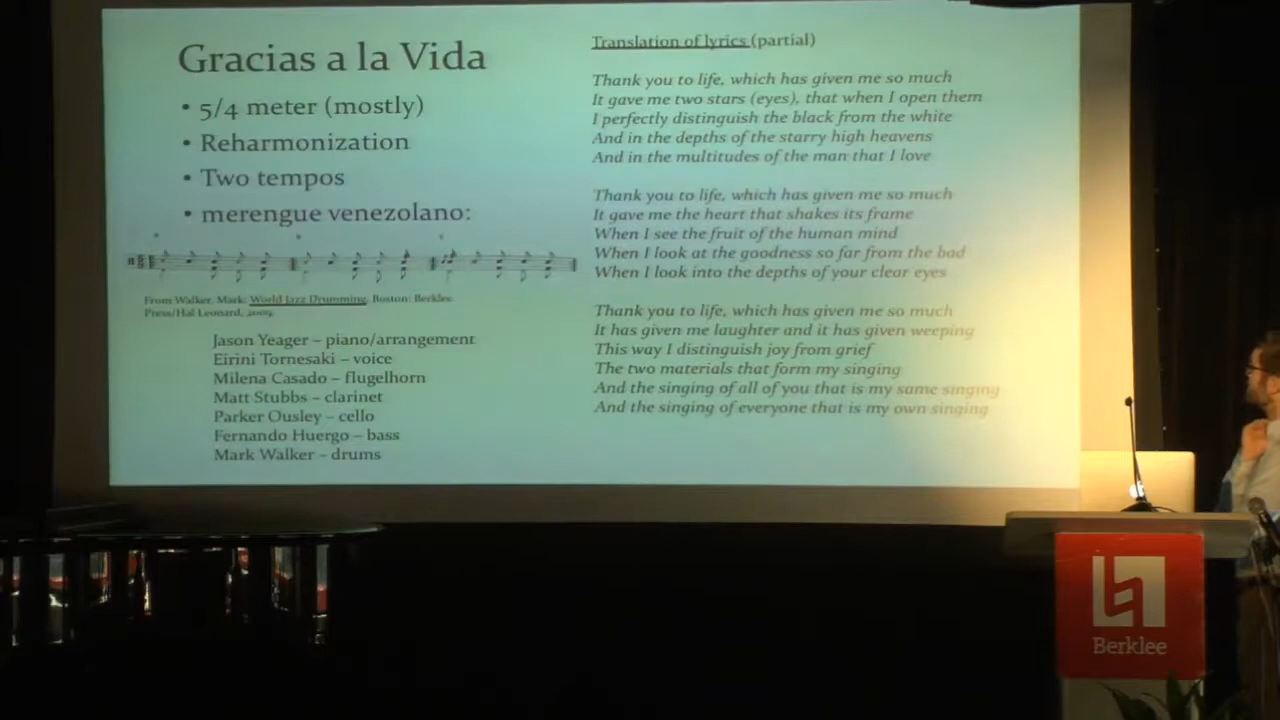 Gracias a la Vida
• 5/4 meter (mostly)
• Reharmonization
• Two tempos
• merengue venezolano:
From Walker, Mark: World Jazz Drumming, Boston: Berklee
Press/Hal Leonard, 2009.
Jason Yeager – piano/arrangement
Eirini Tornesaki – voice
Milena Casado – flugelhorn
Matt Stubbs – clarinet
Parker Ousley – cello
Fernando Huergo – bass
Mark Walker – drums
Translation of lyrics (partial)
Thank you to life, which has given me so much
It gave me two stars (eyes), that when I open them
I perfectly distinguish the black from the white
And in the depths of the starry high heavens
And in the multitudes of the man that I love
Thank you to life, which has given me so much
It gave me the heart that shakes its frame
When I see the fruit of the human mind
When I look at the goodness so far from the bad
When I look into the depths of your clear eyes
Thank you to life, which has given me so much
It has given me laughter and it has given weeping
This way I distinguish joy from grief
The two materials that form my singing
And the singing of all of you that is my same singing
And the singing of everyone that is my own singing
Berklee